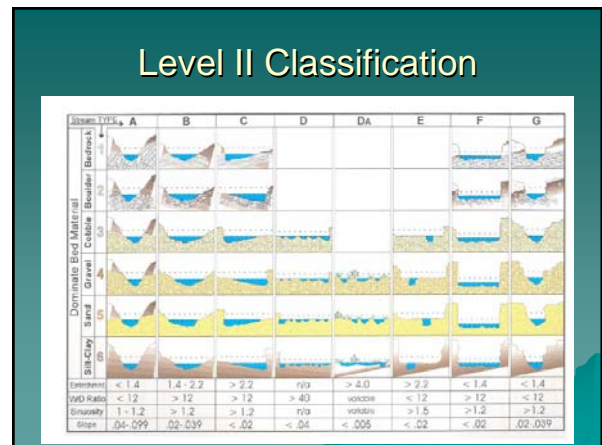 Level II Classification
Stream TYPE A B C D DA E F G
Dominate Bed Material
Bedrock 1
Boulder 2
Cobble 3
Gravel 4
Sand 5
Silt-Clay 6
Entrchmnt. < 1.4 1.4 - 2.2 > 2.2 n/a > 4.0 > 2.2 < 1.4 < 1.4
W/D Ratio < 12 > 12 > 12 > 40 variable < 12 > 12 < 12
Sinuosity 1 - 1.2 > 1.2 > 1.2 n/a variable > 1.5 > 1.2 > 1.2
Slope .04-.099 .02-.039 < .02 < .04 < .005 < .02 < .02 .02-.039